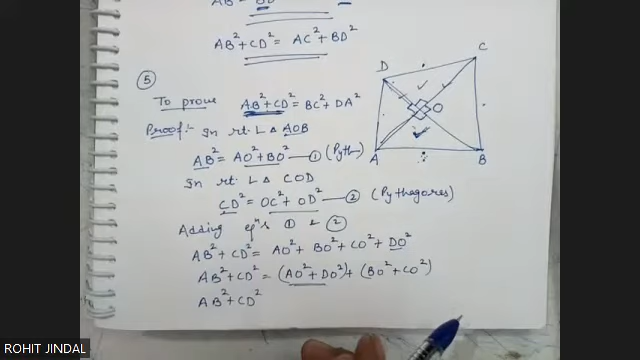 AB² = BD²
AB² + CD² = AC² + BD²
5
To prove AB² + CD² = BC² + DA²
Proof:- In rt. L Δ AOB
AB² = AO² + BO² — 1 (Pyth)
In rt. L Δ COD
CD² = OC² + OD² — 2 (Pythagores)
Adding eqⁿs 1 & 2
AB² + CD² = AO² + BO² + CO² + DO²
AB² + CD² = (AO² + DO²) + (BO² + CO²)
AB² + CD²
D
C
O
A
B
ROHIT JINDAL